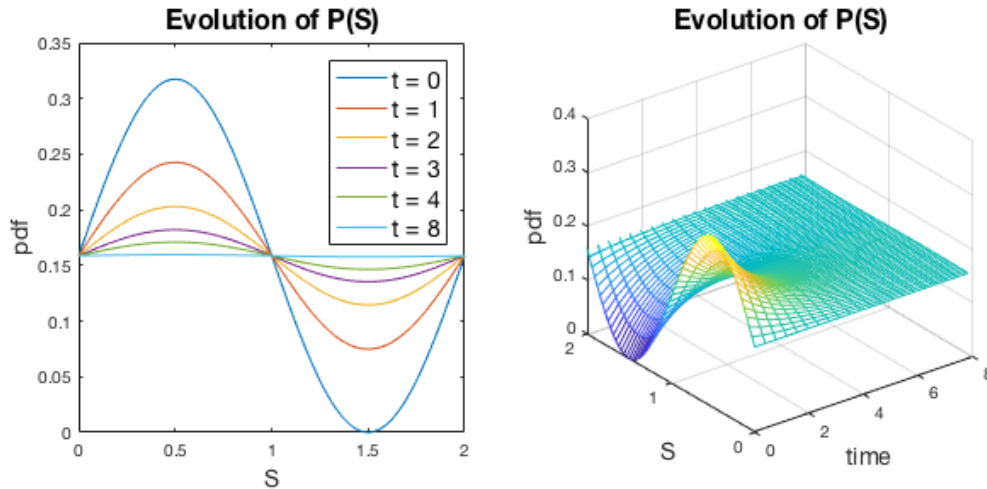 Evolution of P(S)
0.35
0.3
0.25
0.2
0.15
0.1
0.05
0
pdf
t = 0
t = 1
t = 2
t = 3
t = 4
t = 8
0
0.5
1
1.5
2
S
Evolution of P(S)
0.4
0.3
0.2
0.1
0
pdf
2
1
0
S
0
2
4
6
8
time